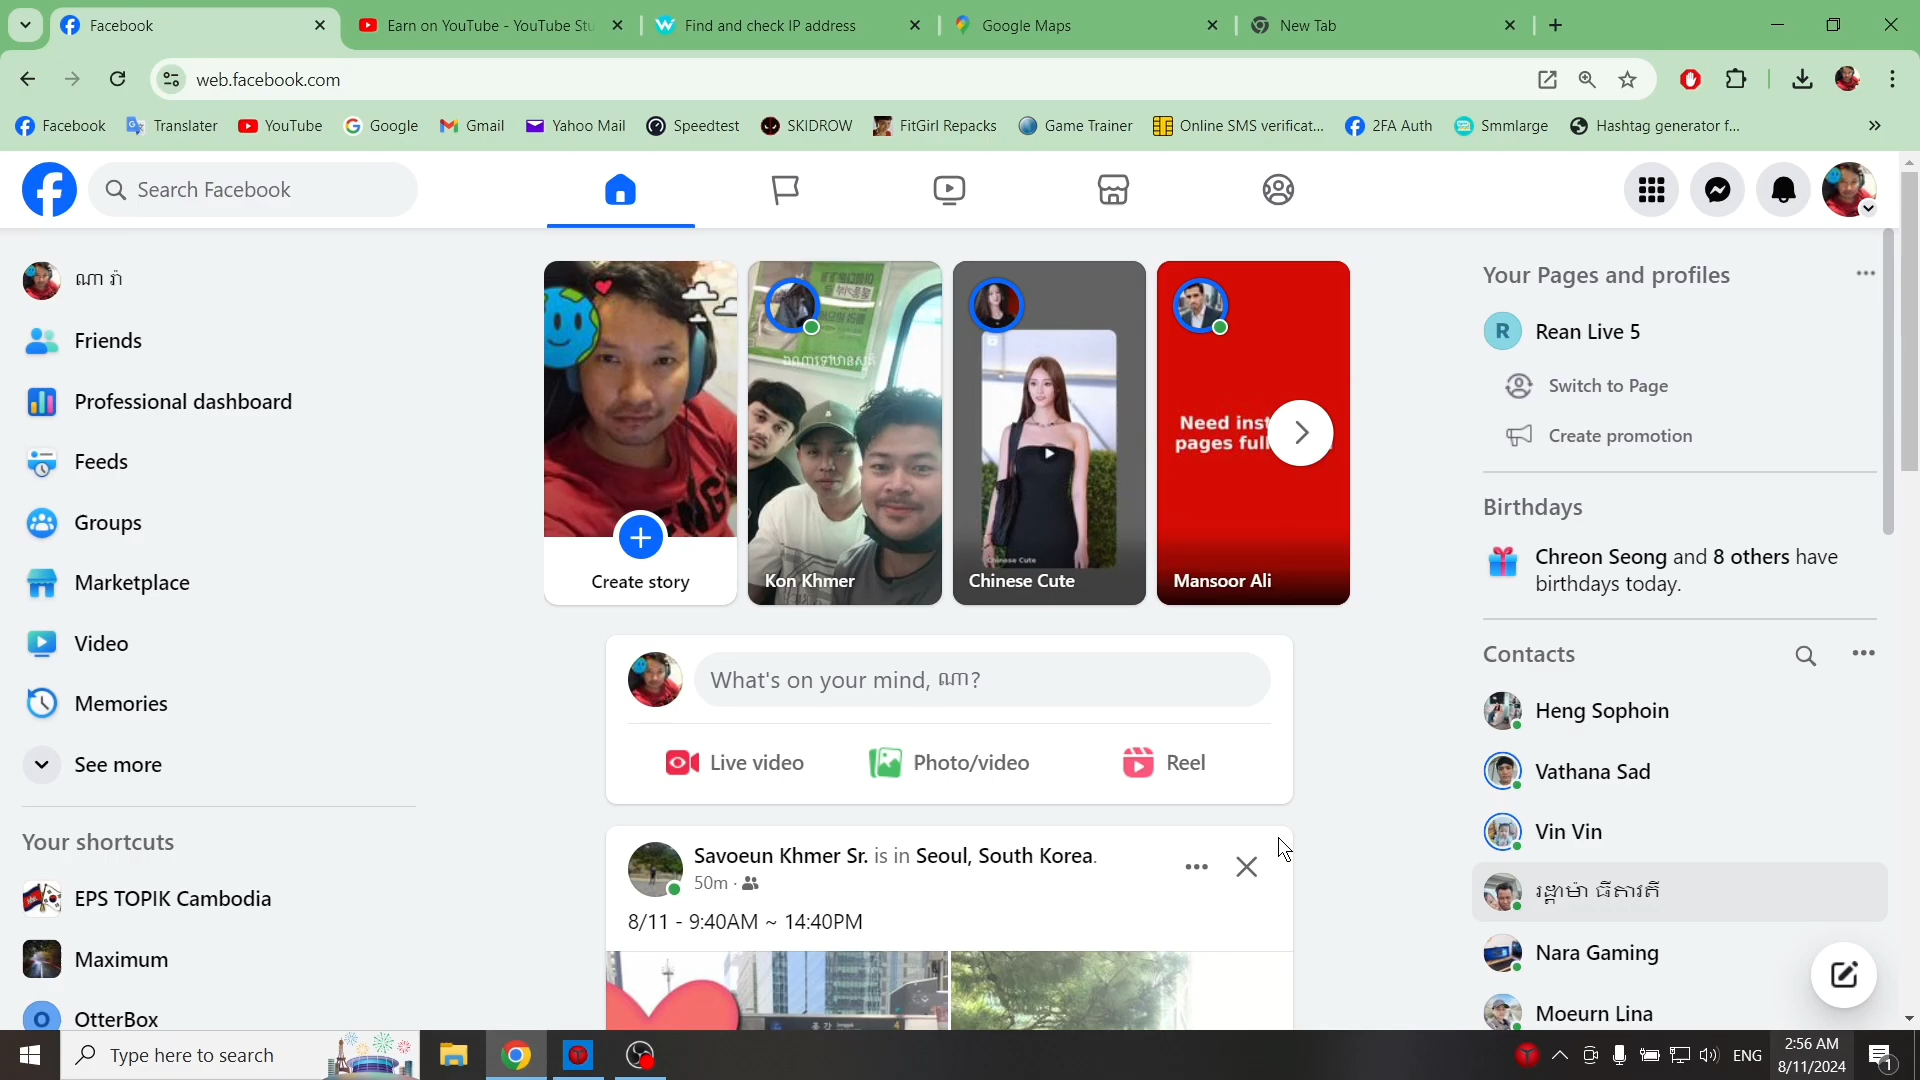 Facebook
Earn on YouTube - YouTube Stu
Find and check IP address
Google Maps
New Tab
web.facebook.com
Facebook
Translater
YouTube
Google
Gmail
Yahoo Mail
Speedtest
SKIDROW
FitGirl Repacks
Game Trainer
Online SMS verificat...
2FA Auth
Smmlarge
Hashtag generator f...
Search Facebook
ណា រ៉ា
Friends
Professional dashboard
Feeds
Groups
Marketplace
Video
Memories
See more
Your shortcuts
EPS TOPIK Cambodia
Maximum
OtterBox
Create story
Kon Khmer
Chinese Cute
Chinese Cute
Need inst
pages full
Mansoor Ali
What's on your mind, ណា?
Live video
Photo/video
Reel
Savoeun Khmer Sr. is in Seoul, South Korea.
50m ·
8/11 - 9:40AM ~ 14:40PM
Your Pages and profiles
R
Rean Live 5
Switch to Page
Create promotion
Birthdays
Chreon Seong and 8 others have
birthdays today.
Contacts
Heng Sophoin
Vathana Sad
Vin Vin
Nara Gaming
Moeurn Lina
Type here to search
ENG
2:56 AM
8/11/2024
1